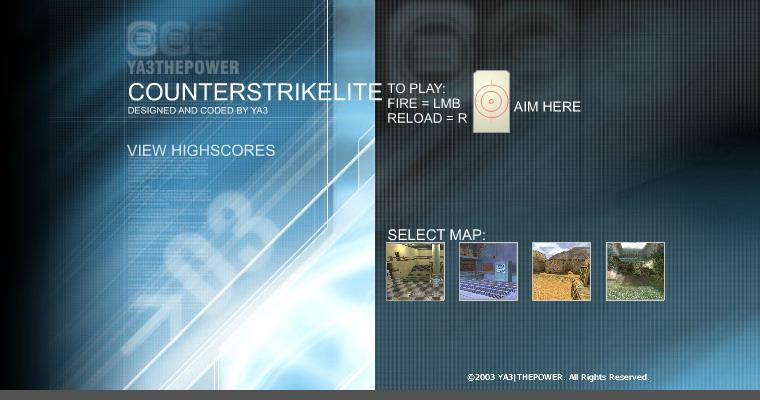 YA3THEPOWER
COUNTERSTRIKELITE
DESIGNED AND CODED BY YA3
VIEW HIGHSCORES
03
TO PLAY:
FIRE = LMB
RELOAD = R
AIM HERE
SELECT MAP:
©2003 YA3|THEPOWER. All Rights Reserved.